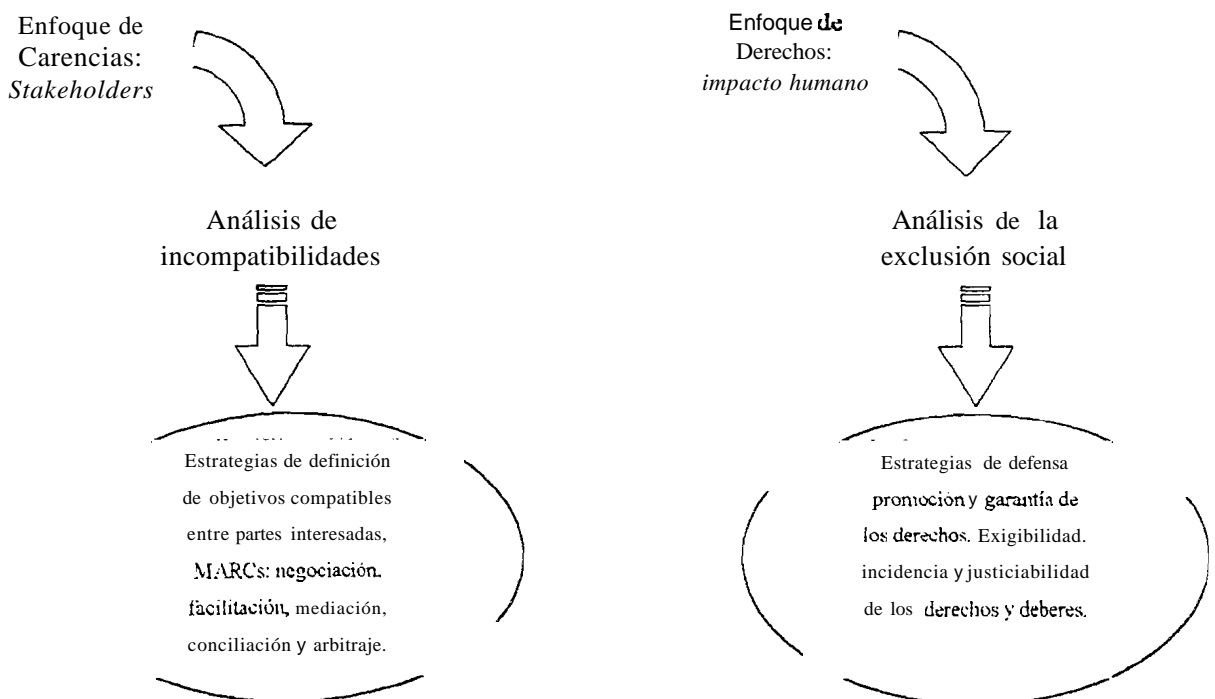 Enfoque de
Carencias:
Stakeholders
Análisis de
incompatibilidades
Estrategias de definición
de objetivos compatibles
entre partes interesadas,
MARCs: negociación,
facilitación, mediación,
conciliación y arbitraje.
Enfoque de
Derechos:
impacto humano
Análisis de la
exclusión social
Estrategias de defensa
promoción y garantía de
los derechos. Exigibilidad.
incidencia y justiciabilidad
de los derechos y deberes.